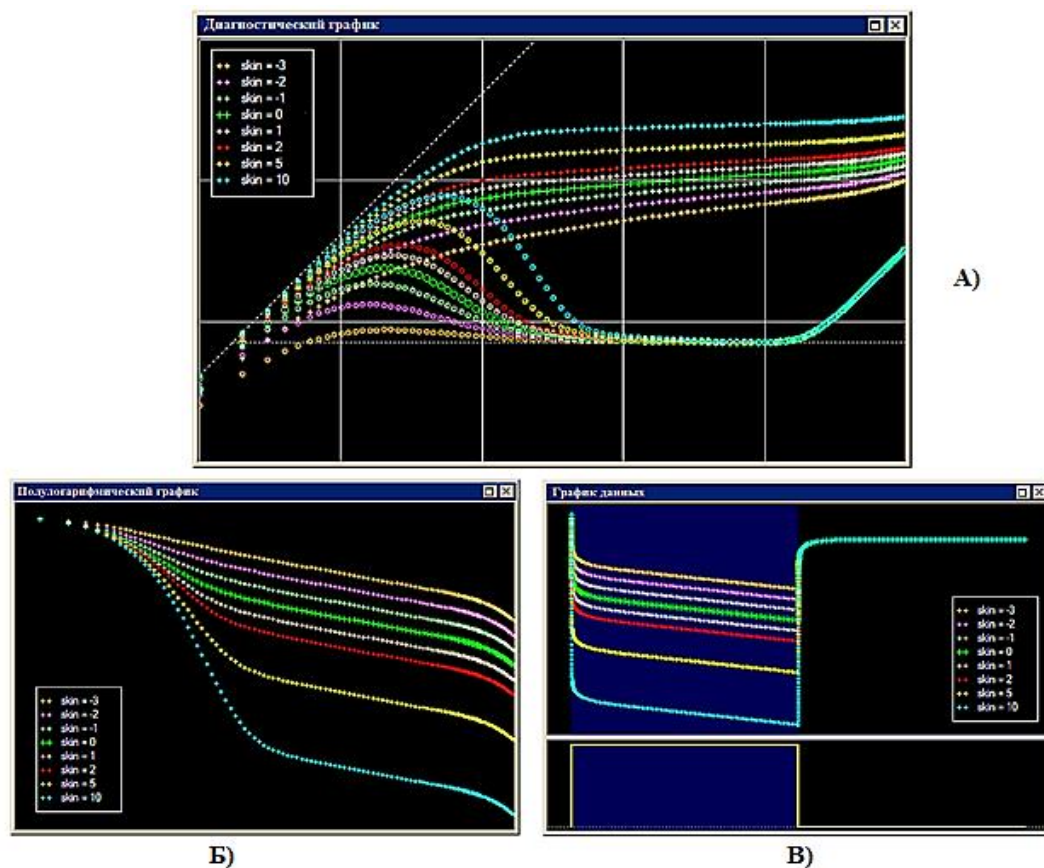 Диагностический график
skin = -3
skin = -2
skin = -1
skin = 0
skin = 1
skin = 2
skin = 5
skin = 10
А)
Полулогарифмический график
skin = -3
skin = -2
skin = -1
skin = 0
skin = 1
skin = 2
skin = 5
skin = 10
Б)
График данных
skin = -3
skin = -2
skin = -1
skin = 0
skin = 1
skin = 2
skin = 5
skin = 10
В)